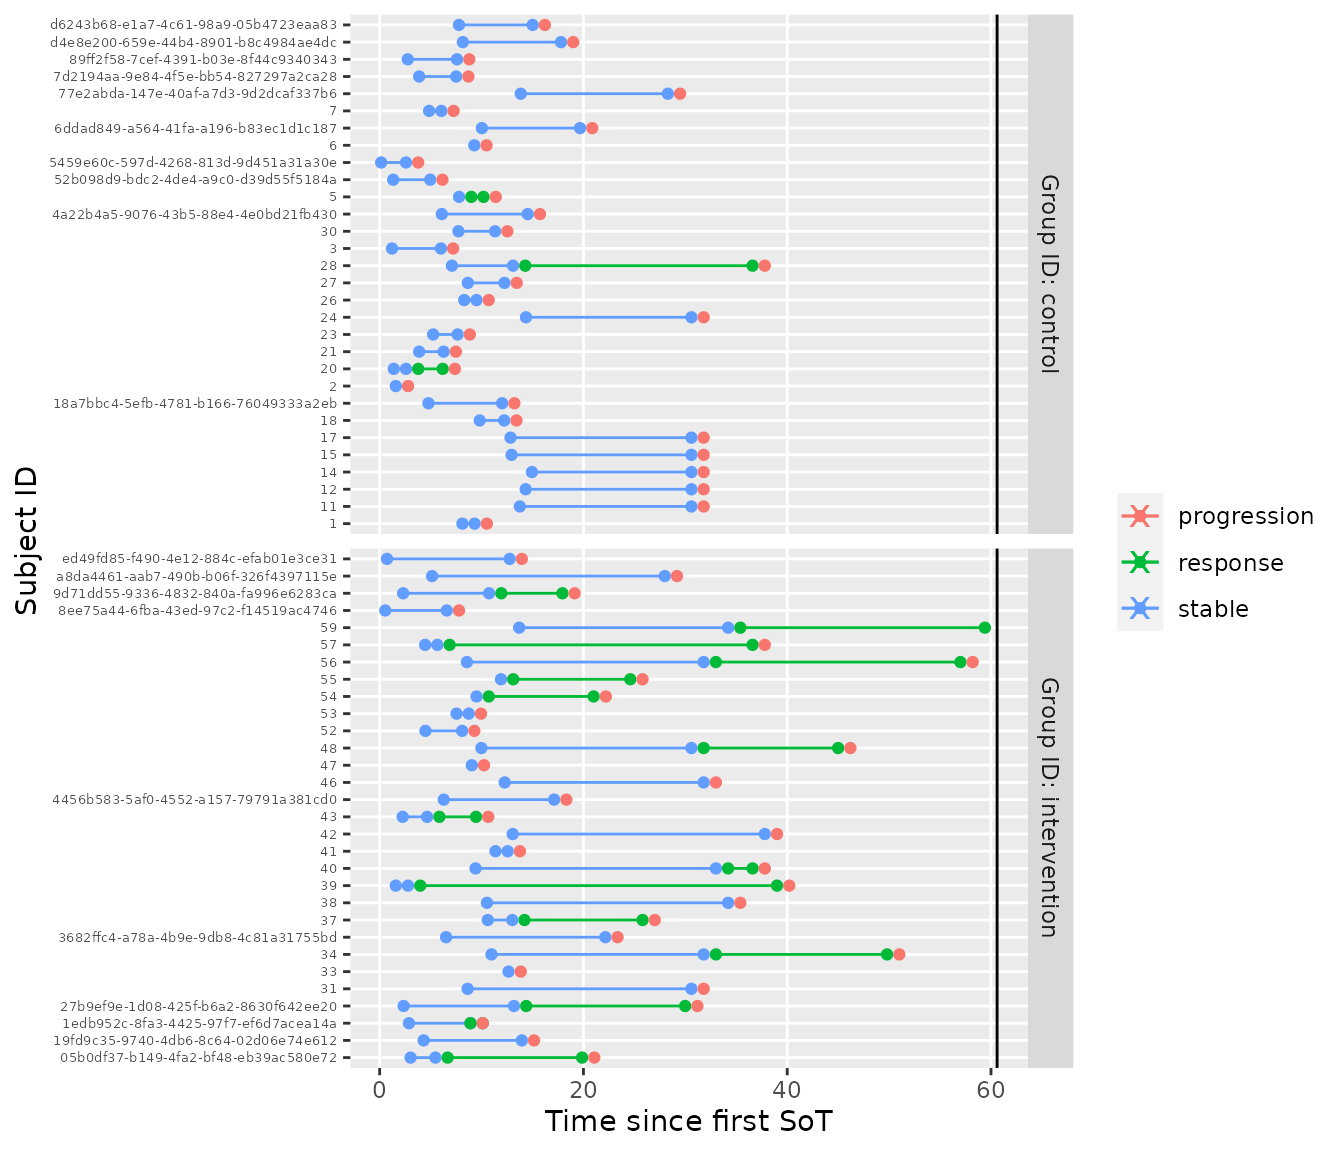 d6243b68-e1a7-4c61-98a9-05b4723eaa83
d4e8e200-659e-44b4-8901-b8c4984ae4dc
89ff2f58-7cef-4391-b03e-8f44c9340343
7d2194aa-9e84-4f5e-bb54-827297a2ca28
77e2abda-147e-40af-a7d3-9d2dcaf337b6
7
6ddad849-a564-41fa-a196-b83ec1d1c187
6
5459e60c-597d-4268-813d-9d451a31a30e
52b098d9-bdc2-4de4-a9c0-d39d55f5184a
5
4a22b4a5-9076-43b5-88e4-4e0bd21fb430
30
3
28
27
26
24
23
21
20
2
18a7bbc4-5efb-4781-b166-76049333a2eb
18
17
15
14
12
11
1
Group ID: control
ed49fd85-f490-4e12-884c-efab01e3ce31
a8da4461-aab7-490b-b06f-326f4397115e
9d71dd55-9336-4832-840a-fa996e6283ca
8ee75a44-6fba-43ed-97c2-f14519ac4746
59
57
56
55
54
53
52
48
47
46
4456b583-5af0-4552-a157-79791a381cd0
43
42
41
40
39
38
37
3682ffc4-a78a-4b9e-9db8-4c81a31755bd
34
33
31
27b9ef9e-1d08-425f-b6a2-8630f642ee20
1edb952c-8fa3-4425-97f7-ef6d7acea14a
19fd9c35-9740-4db6-8c64-02d06e74e612
05b0df37-b149-4fa2-bf48-eb39ac580e72
Group ID: intervention
0 20 40 60
Time since first SoT
Subject ID
progression
response
stable